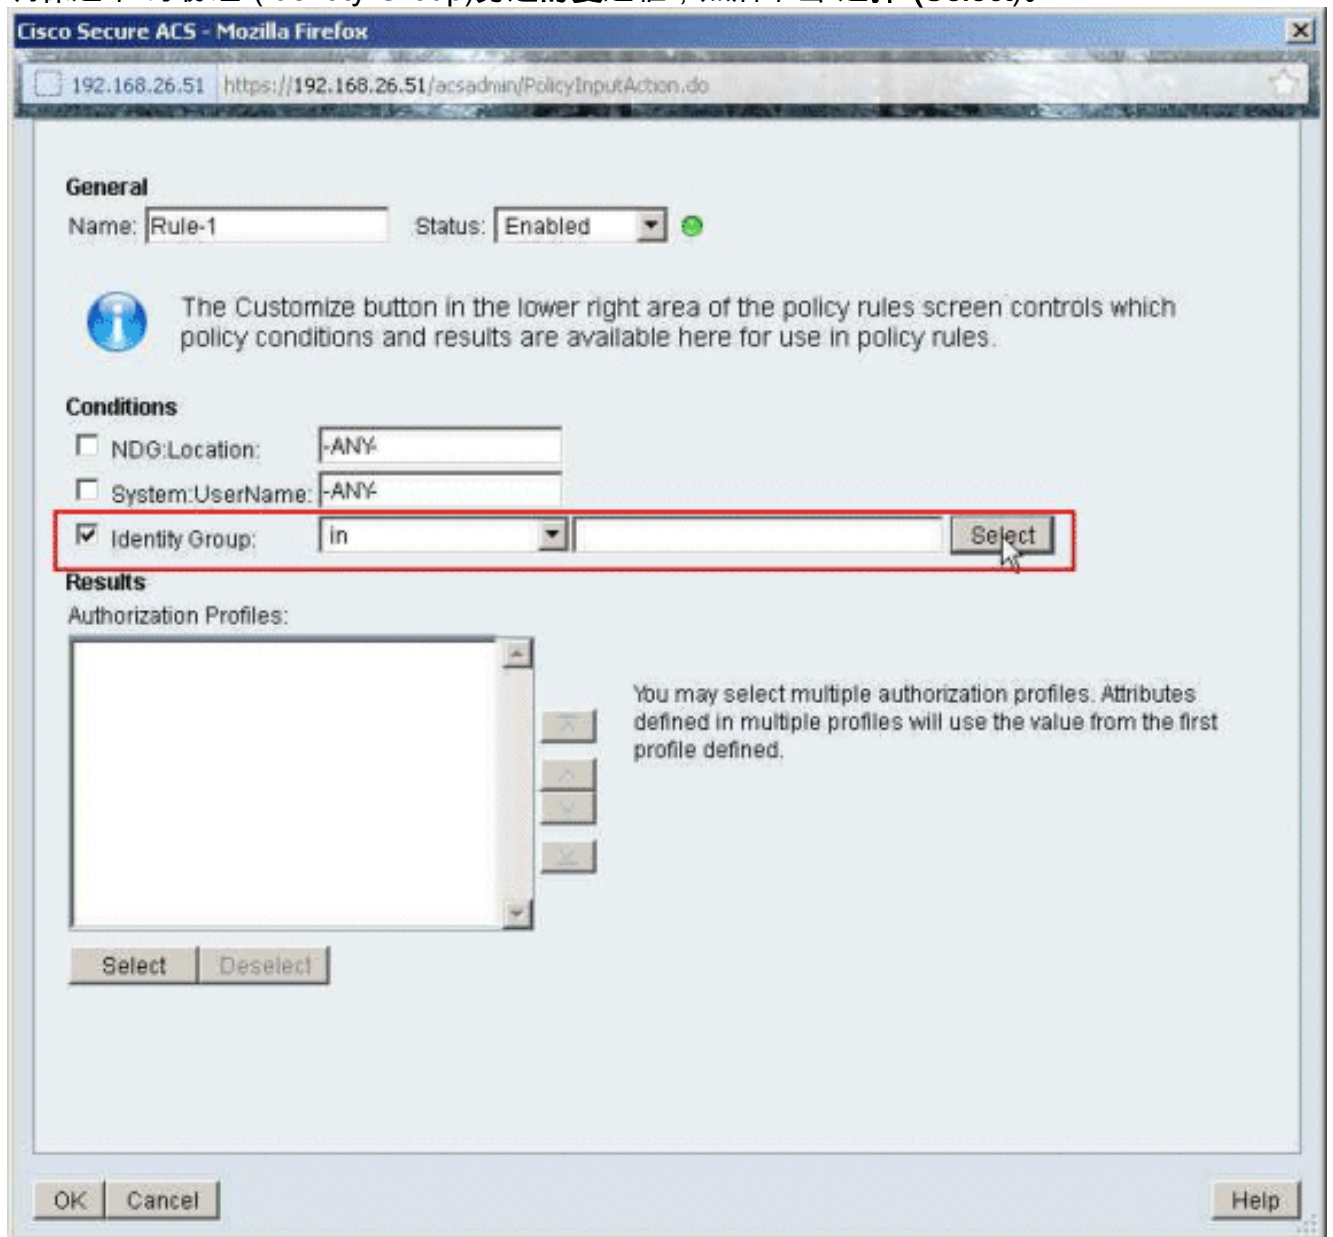 (Select)。
Cisco Secure ACS - Mozilla Firefox
192.168.26.51 https://192.168.26.51/acsadmin/PolicyInputAction.do
General
Name: Rule-1 Status: Enabled
The Customize button in the lower right area of the policy rules screen controls which
policy conditions and results are available here for use in policy rules.
Conditions
NDG:Location: -ANY-
System:UserName: -ANY-
Identity Group: in Select
Results
Authorization Profiles:
You may select multiple authorization profiles. Attributes
defined in multiple profiles will use the value from the first
profile defined.
Select Deselect
OK Cancel Help